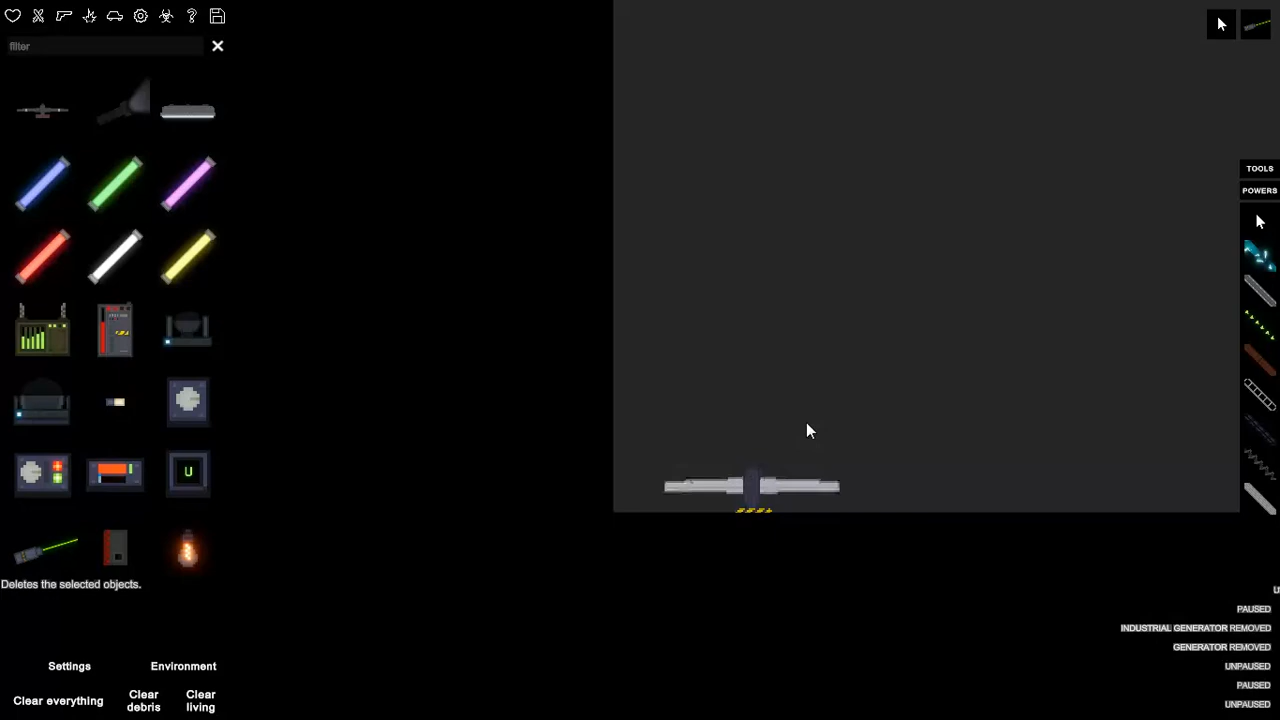 filter
TOOLS
POWERS
U
Deletes the selected objects.
PAUSED
INDUSTRIAL GENERATOR REMOVED
GENERATOR REMOVED
UNPAUSED
PAUSED
UNPAUSED
Settings
Environment
Clear everything
Clear debris
Clear living